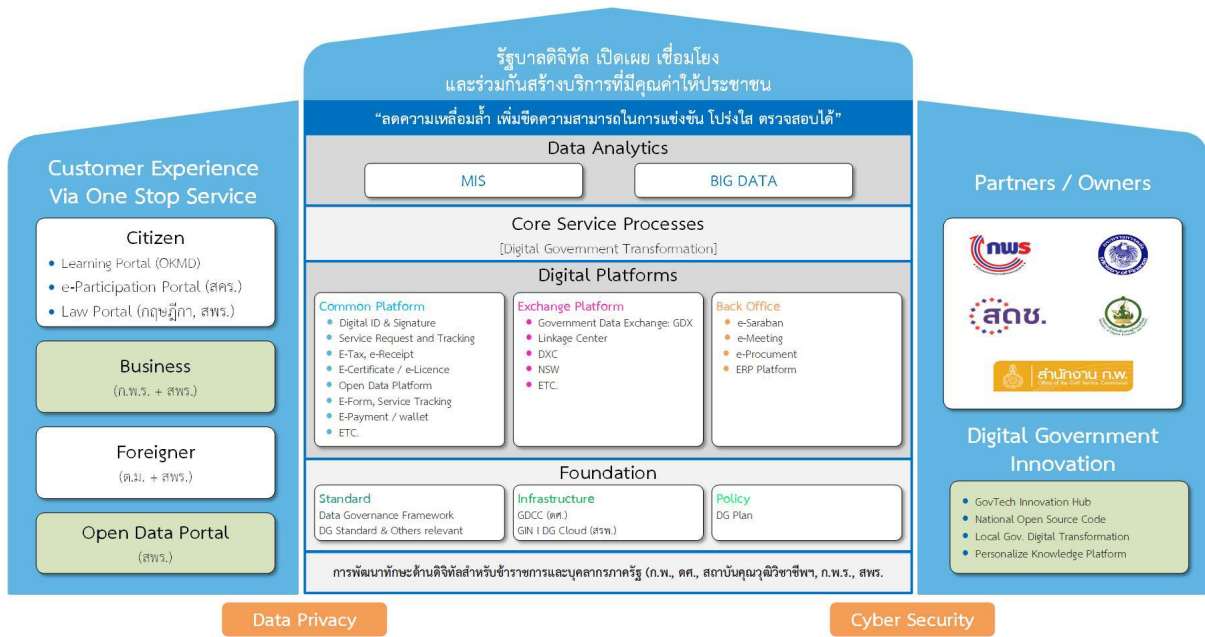 รัฐบาลดิจิทัล เปิดเผย เชื่อมโยง
และร่วมกันสร้างบริการที่มีคุณค่าให้ประชาชน
“ลดความเหลื่อมล้ำ เพิ่มขีดความสามารถในการแข่งขัน โปร่งใส ตรวจสอบได้”
Customer Experience
Via One Stop Service
Citizen
Learning Portal (OKMD)
e-Participation Portal (สคร.)
Law Portal (กฤษฎีกา, สพร.)
Business
(ก.พ.ร. + สพร.)
Foreigner
(ต.ม. + สพร.)
Open Data Portal
(สพร.)
Data Analytics
MIS
BIG DATA
Core Service Processes
[Digital Government Transformation]
Digital Platforms
Common Platform
Digital ID & Signature
Service Request and Tracking
E-Tax, e-Receipt
E-Certificate / e-Licence
Open Data Platform
E-Form, Service Tracking
E-Payment / wallet
ETC.
Exchange Platform
Government Data Exchange: GDX
Linkage Center
DXC
NSW
ETC.
Back Office
e-Saraban
e-Meeting
e-Procument
ERP Platform
Foundation
Standard
Data Governance Framework
DG Standard & Others relevant
Infrastructure
GDCC (ดศ.)
GIN I DG Cloud (สรพ.)
Policy
DG Plan
การพัฒนาทักษะด้านดิจิทัลสำหรับข้าราชการและบุคลากรภาครัฐ (ก.พ., ดศ., สถาบันคุณวุฒิวิชาชีพฯ, ก.พ.ร., สพร.
Partners / Owners
กพร
สดช.
สำนักงาน ก.พ.
Office of the Civil Service Commission
Digital Government
Innovation
GovTech Innovation Hub
National Open Source Code
Local Gov. Digital Transformation
Personalize Knowledge Platform
Data Privacy
Cyber Security